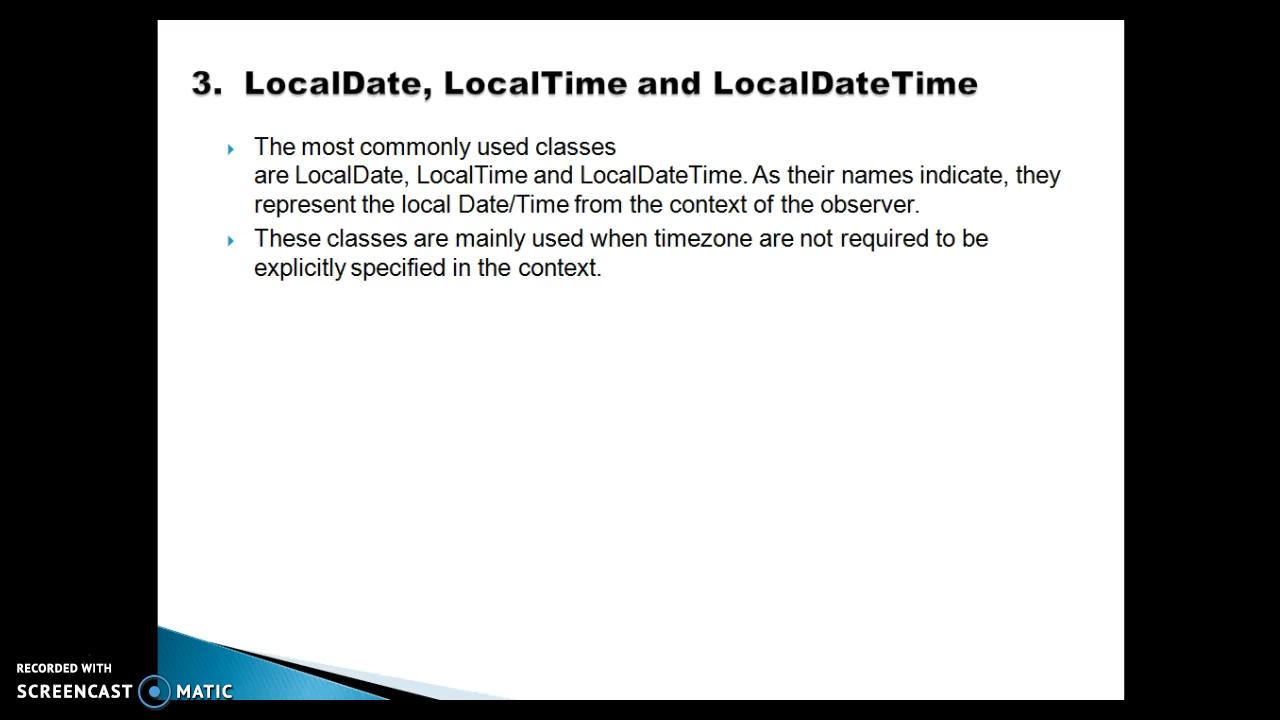 3. LocalDate, LocalTime and LocalDateTime
The most commonly used classes
are LocalDate, LocalTime and LocalDateTime. As their names indicate, they
represent the local Date/Time from the context of the observer.
These classes are mainly used when timezone are not required to be
explicitly specified in the context.
RECORDED WITH
SCREENCAST MATIC